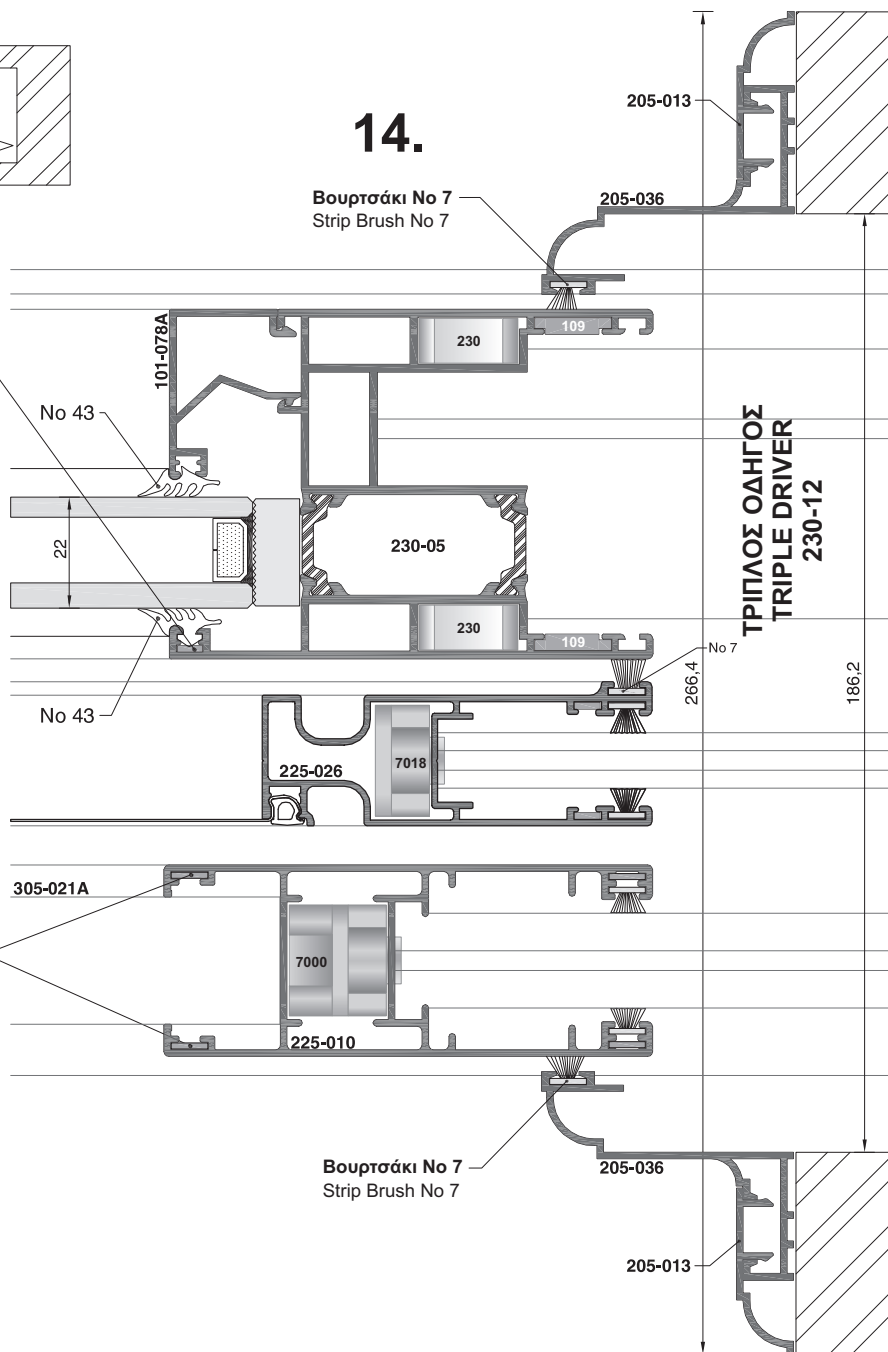 14.
205-013
Βουρτσάκι Νο 7
Strip Brush No 7
205-036
101-078A
230
109
No 43
22
230-05
ΤΡΙΠΛΟΣ ΟΔΗΓΟΣ
TRIPLE DRIVER
230-12
230
109
No 7
No 43
266,4
186,2
225-026
7018
305-021A
7000
225-010
Βουρτσάκι Νο 7
Strip Brush No 7
205-036
205-013